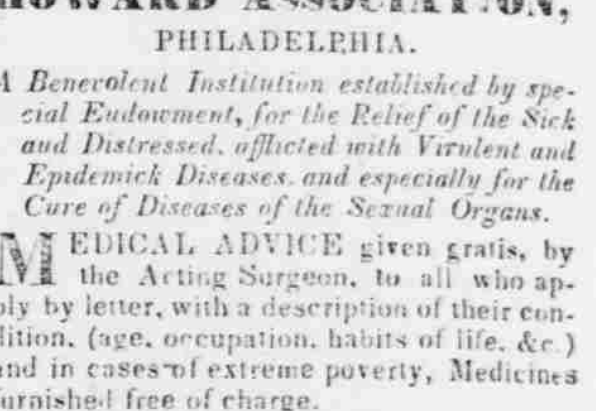 HOWARD ASSOCIATION,
PHILADELPHIA.
A Benevolent Institution established by spe-
cial Endowment, for the Relief of the Sick
and Distressed, afflicted with Virulent and
Epidemick Diseases, and especially for the
Cure of Diseases of the Sexual Organs.
MEDICAL ADVICE given gratis, by
the Acting Surgeon, to all who ap-
ply by letter, with a description of their con-
dition, (age, occupation, habits of life, &c.)
and in cases of extreme poverty, Medicines
furnished free of charge.